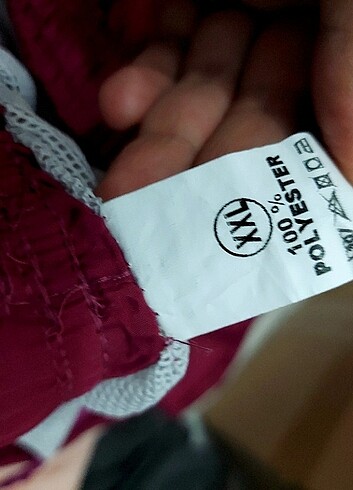 XXL
100 %
POLYESTER